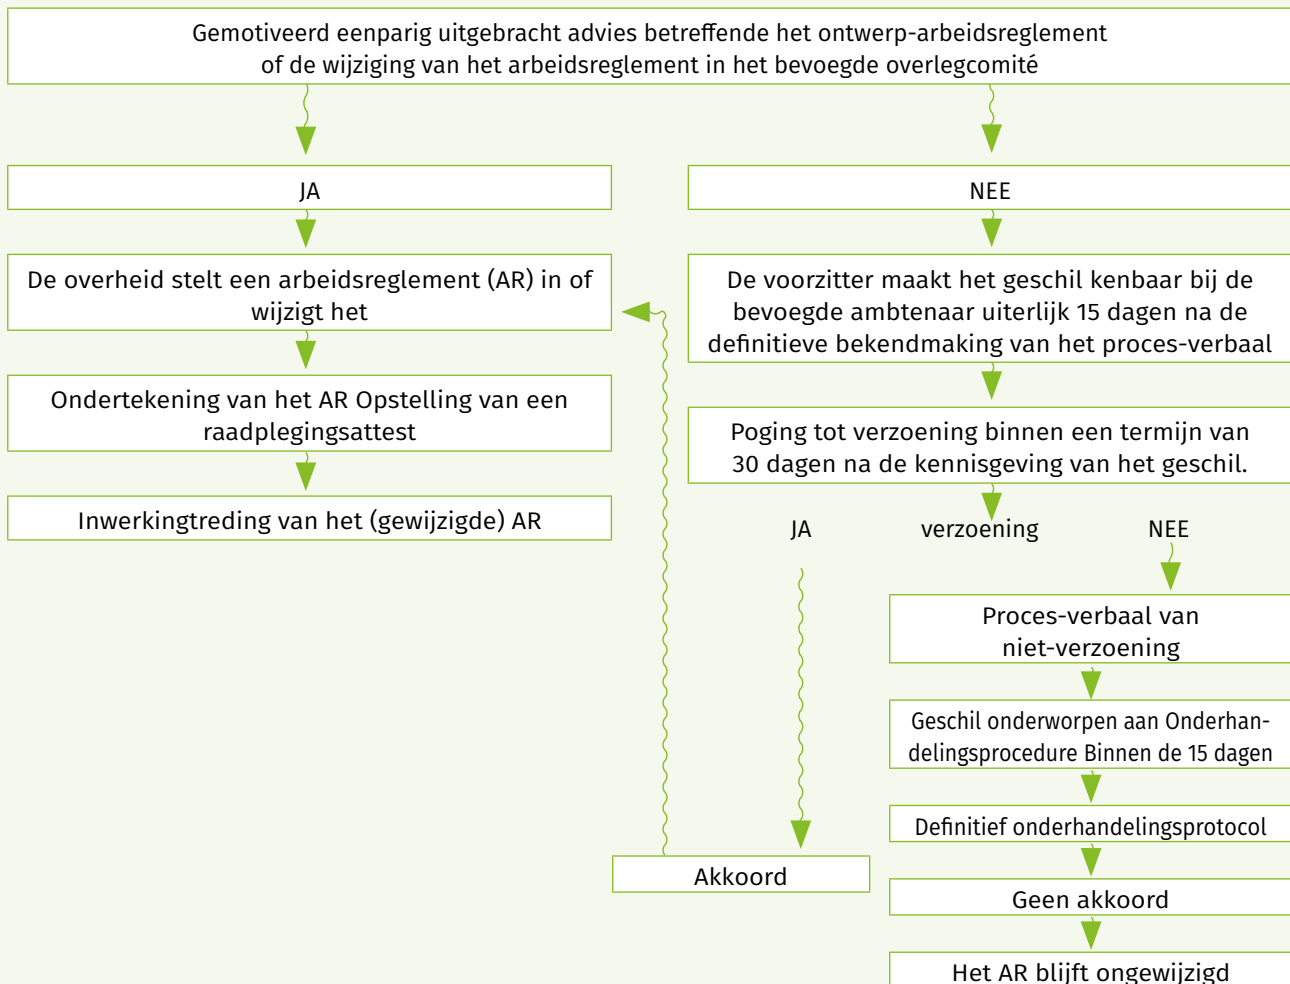 Gemotiveerd eenparig uitgebracht advies betreffende het ontwerp-arbeidsreglement
of de wijziging van het arbeidsreglement in het bevoegde overlegcomité
JA
De overheid stelt een arbeidsreglement (AR) in of
wijzigt het
Ondertekening van het AR Opstelling van een
raadplegingsattest
Inwerkingtreding van het (gewijzigde) AR
NEE
De voorzitter maakt het geschil kenbaar bij de
bevoegde ambtenaar uiterlijk 15 dagen na de
definitieve bekendmaking van het proces-verbaal
Poging tot verzoening binnen een termijn van
30 dagen na de kennisgeving van het geschil.
JA verzoening NEE
Akkoord
Proces-verbaal van
niet-verzoening
Geschil onderworpen aan Onderhan-
delingsprocedure Binnen de 15 dagen
Definitief onderhandelingsprotocol
Geen akkoord
Het AR blijft ongewijzigd